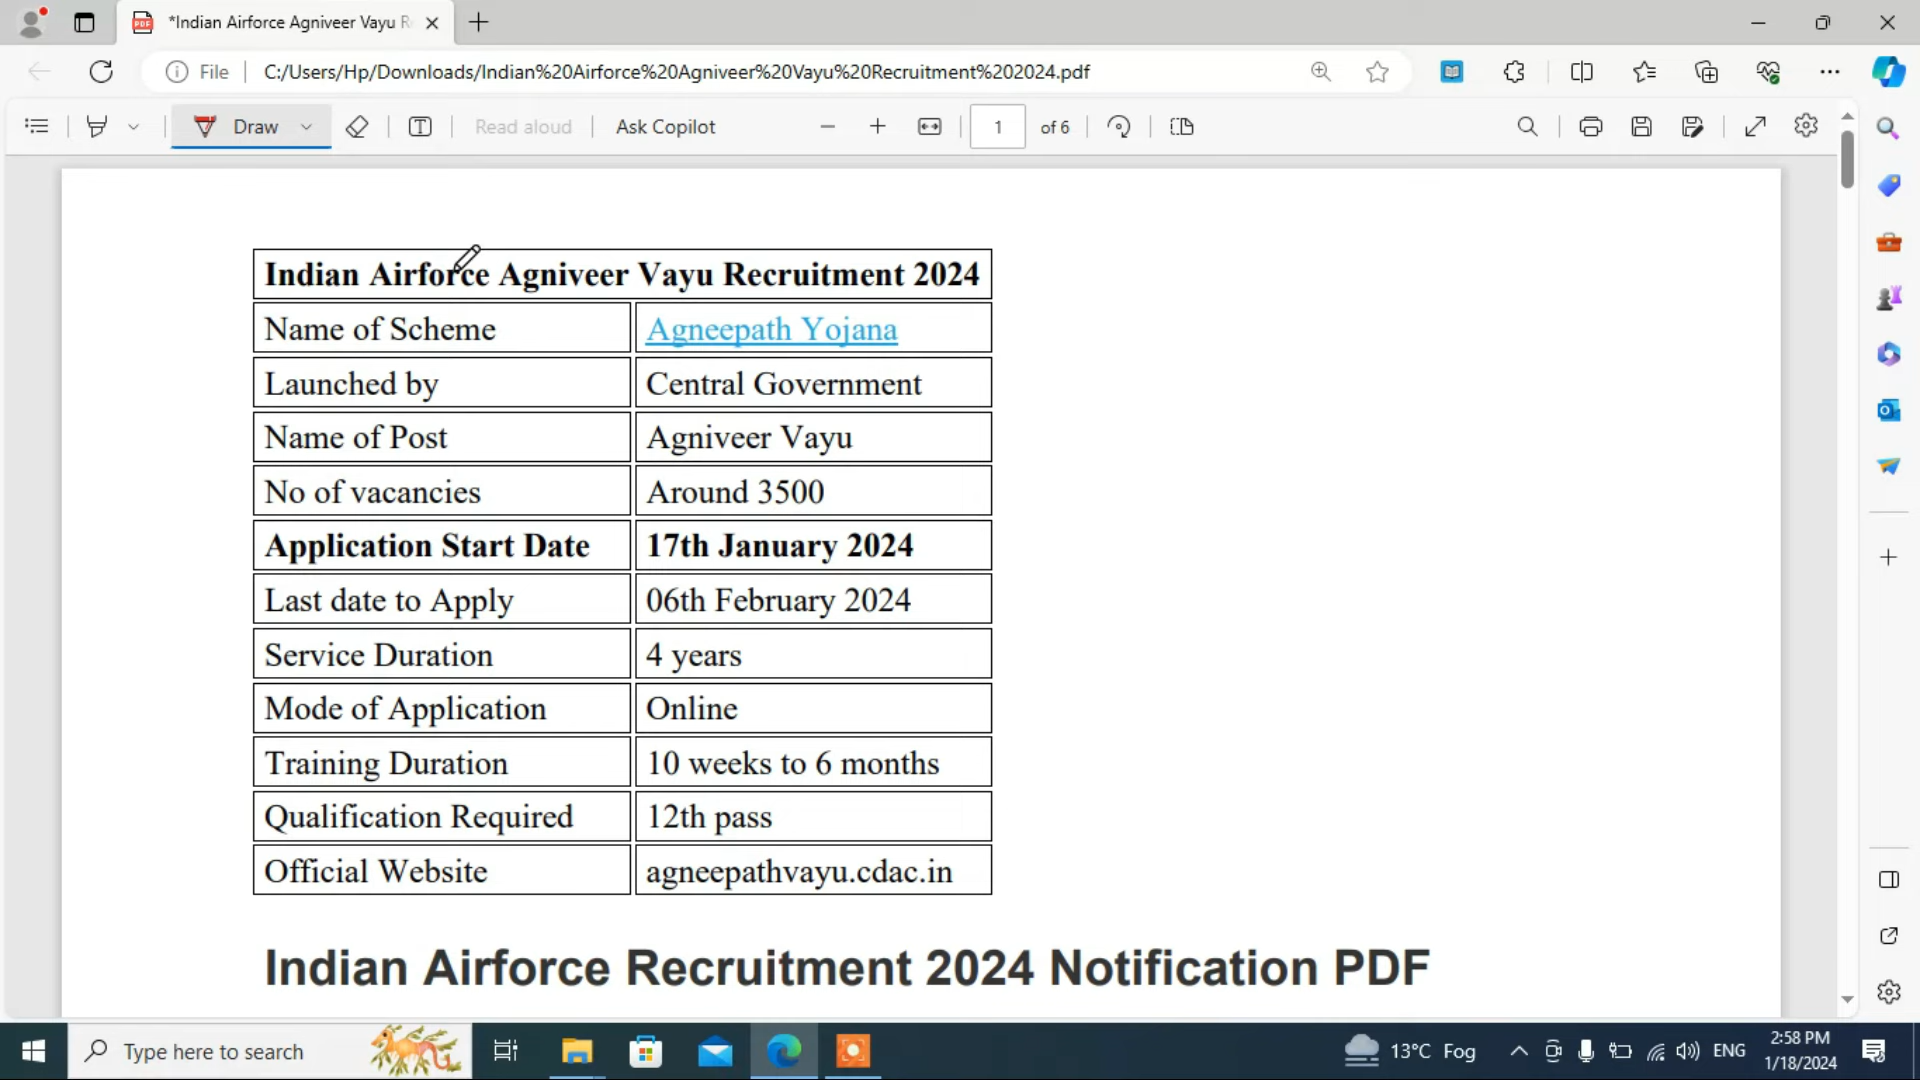 *Indian Airforce Agniveer Vayu R
File
C:/Users/Hp/Downloads/Indian%20Airforce%20Agniveer%20Vayu%20Recruitment%202024.pdf
Draw
Read aloud
Ask Copilot
1 of 6
Indian Airforce Agniveer Vayu Recruitment 2024
Name of Scheme Agneepath Yojana
Launched by Central Government
Name of Post Agniveer Vayu
No of vacancies Around 3500
Application Start Date 17th January 2024
Last date to Apply 06th February 2024
Service Duration 4 years
Mode of Application Online
Training Duration 10 weeks to 6 months
Qualification Required 12th pass
Official Website agneepathvayu.cdac.in
Indian Airforce Recruitment 2024 Notification PDF
Type here to search
13°C Fog
ENG
2:58 PM
1/18/2024